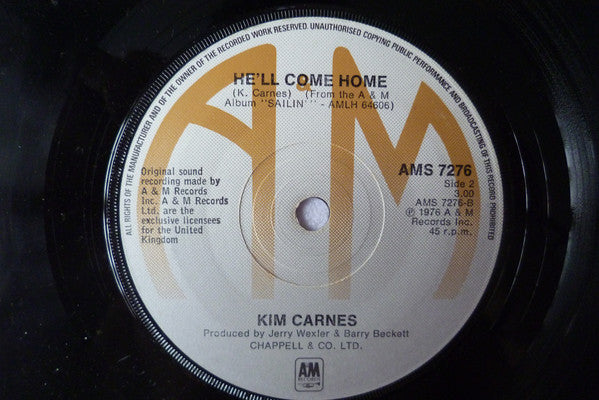 ALL RIGHTS OF THE MANUFACTURER AND OF THE OWNER OF THE RECORDED WORK RESERVED. UNAUTHORISED COPYING PUBLIC PERFORMANCE AND BROADCASTING OF THIS RECORD PROHIBITED
HE'LL COME HOME
(K. Carnes) (From the A & M
Album "SAILIN'" - AMLH 64606)
Original sound
recording made by
A & M Records
Inc. A & M Records
Ltd. are the
exclusive licensees
for the United
Kingdom
AMS 7276
Side 2
3.00
AMS 7276-B
Ⓟ 1976 A & M
Records Inc.
45 r.p.m.
KIM CARNES
Produced by Jerry Wexler & Barry Beckett
CHAPPELL & CO. LTD.
AM
RECORDS